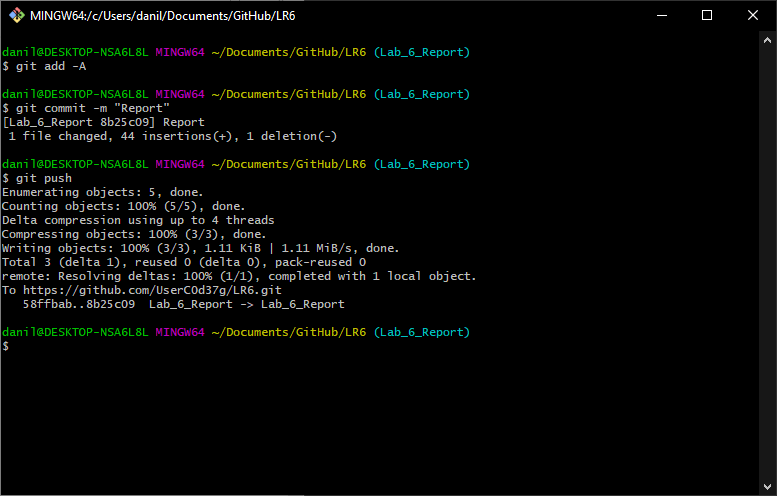 MINGW64:/c/Users/danil/Documents/GitHub/LR6
danil@DESKTOP-NSA6L8L MINGW64 ~/Documents/GitHub/LR6 (Lab_6_Report)
$ git add -A
danil@DESKTOP-NSA6L8L MINGW64 ~/Documents/GitHub/LR6 (Lab_6_Report)
$ git commit -m "Report"
[Lab_6_Report 8b25c09] Report
 1 file changed, 44 insertions(+), 1 deletion(-)
danil@DESKTOP-NSA6L8L MINGW64 ~/Documents/GitHub/LR6 (Lab_6_Report)
$ git push
Enumerating objects: 5, done.
Counting objects: 100% (5/5), done.
Delta compression using up to 4 threads
Compressing objects: 100% (3/3), done.
Writing objects: 100% (3/3), 1.11 KiB | 1.11 MiB/s, done.
Total 3 (delta 1), reused 0 (delta 0), pack-reused 0
remote: Resolving deltas: 100% (1/1), completed with 1 local object.
To https://github.com/UserC0d37g/LR6.git
   58ffbab..8b25c09  Lab_6_Report -> Lab_6_Report
danil@DESKTOP-NSA6L8L MINGW64 ~/Documents/GitHub/LR6 (Lab_6_Report)
$